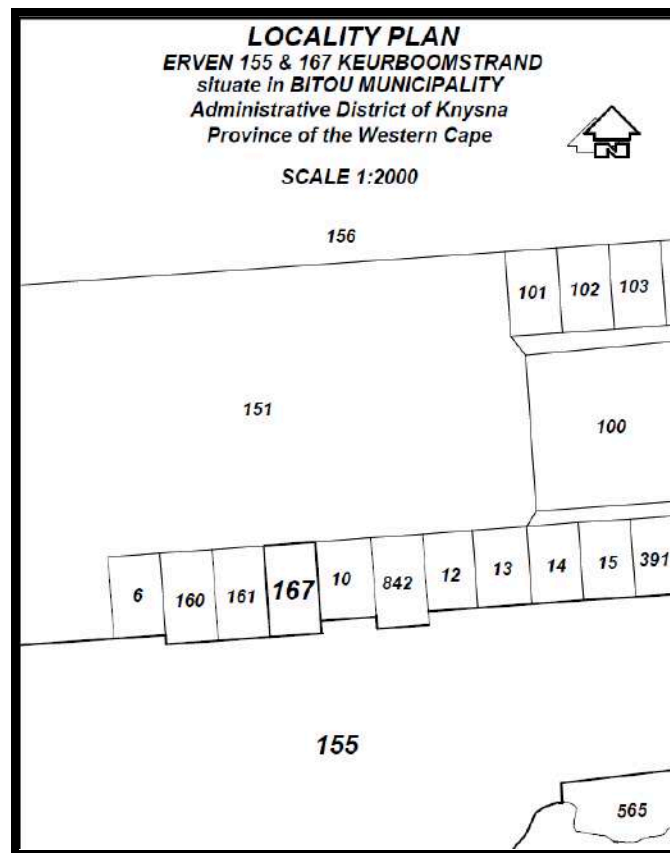 LOCALITY PLAN
ERVEN 155 & 167 KEURBOOMSTRAND
situate in BITOU MUNICIPALITY
Administrative District of Knysna
Province of the Western Cape
N
SCALE 1:2000
156
101 102 103
151
100
6 160 161 167 10 842 12 13 14 15 391
155
565